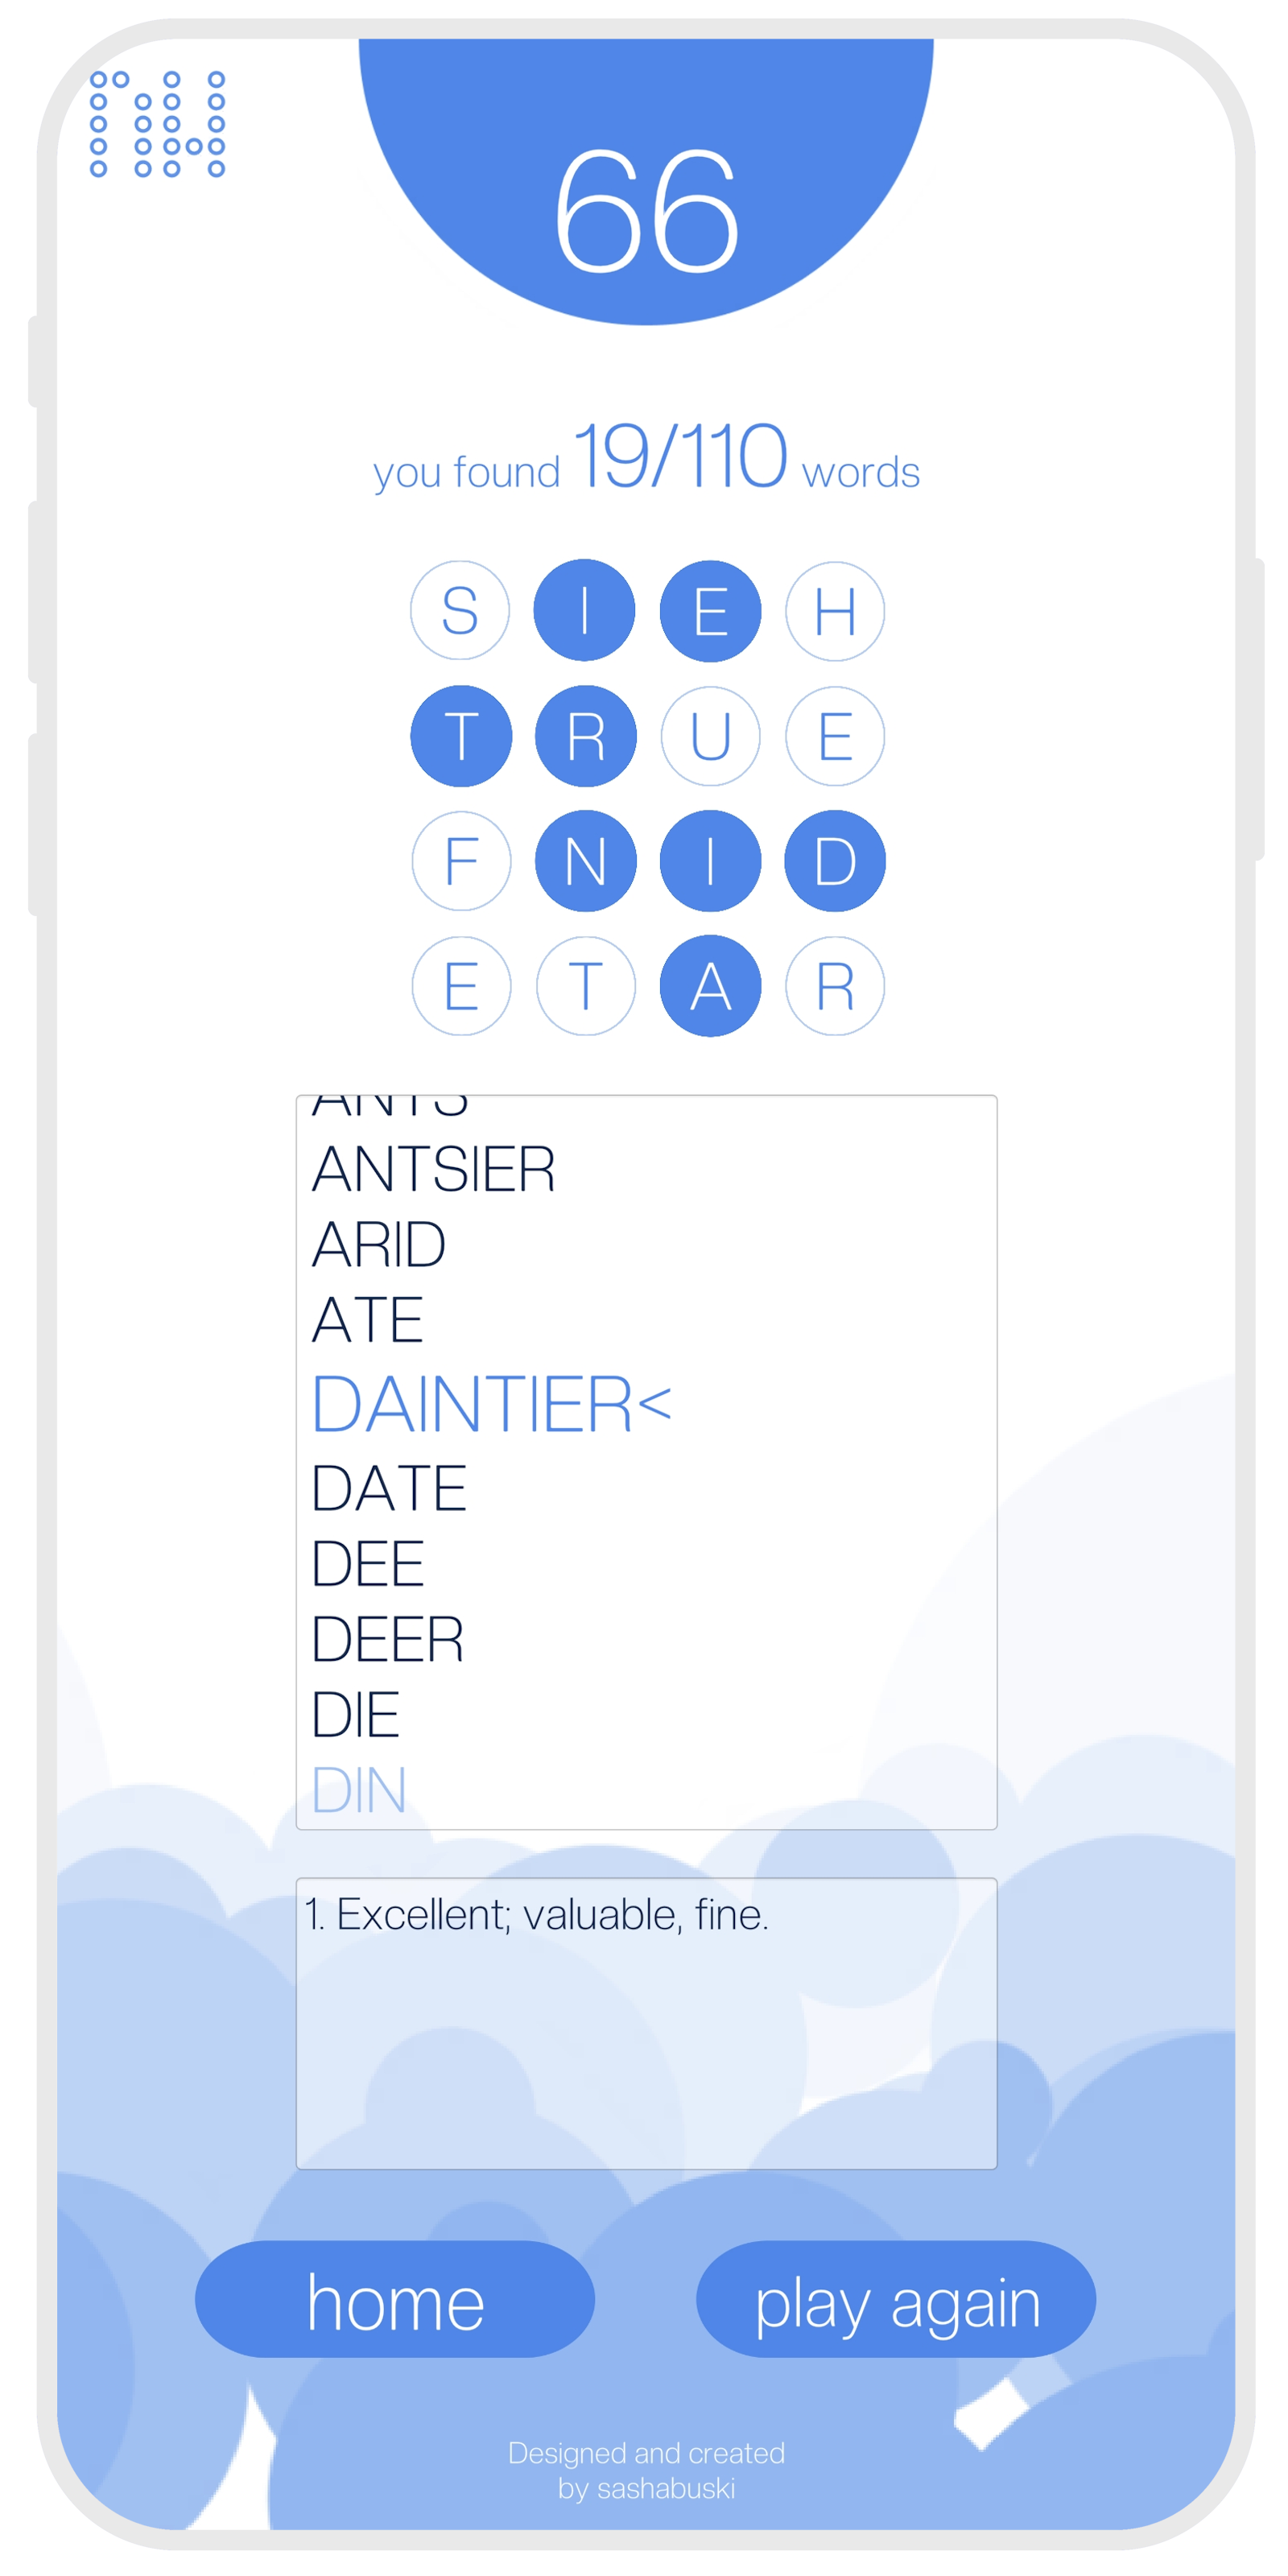 66
you found 19/110 words
S I E H
T R U E
F N I D
E T A R
ANTS
ANTSIER
ARID
ATE
DAINTIER<
DATE
DEE
DEER
DIE
DIN
1. Excellent; valuable, fine.
home play again
Designed and created
by sashabuski